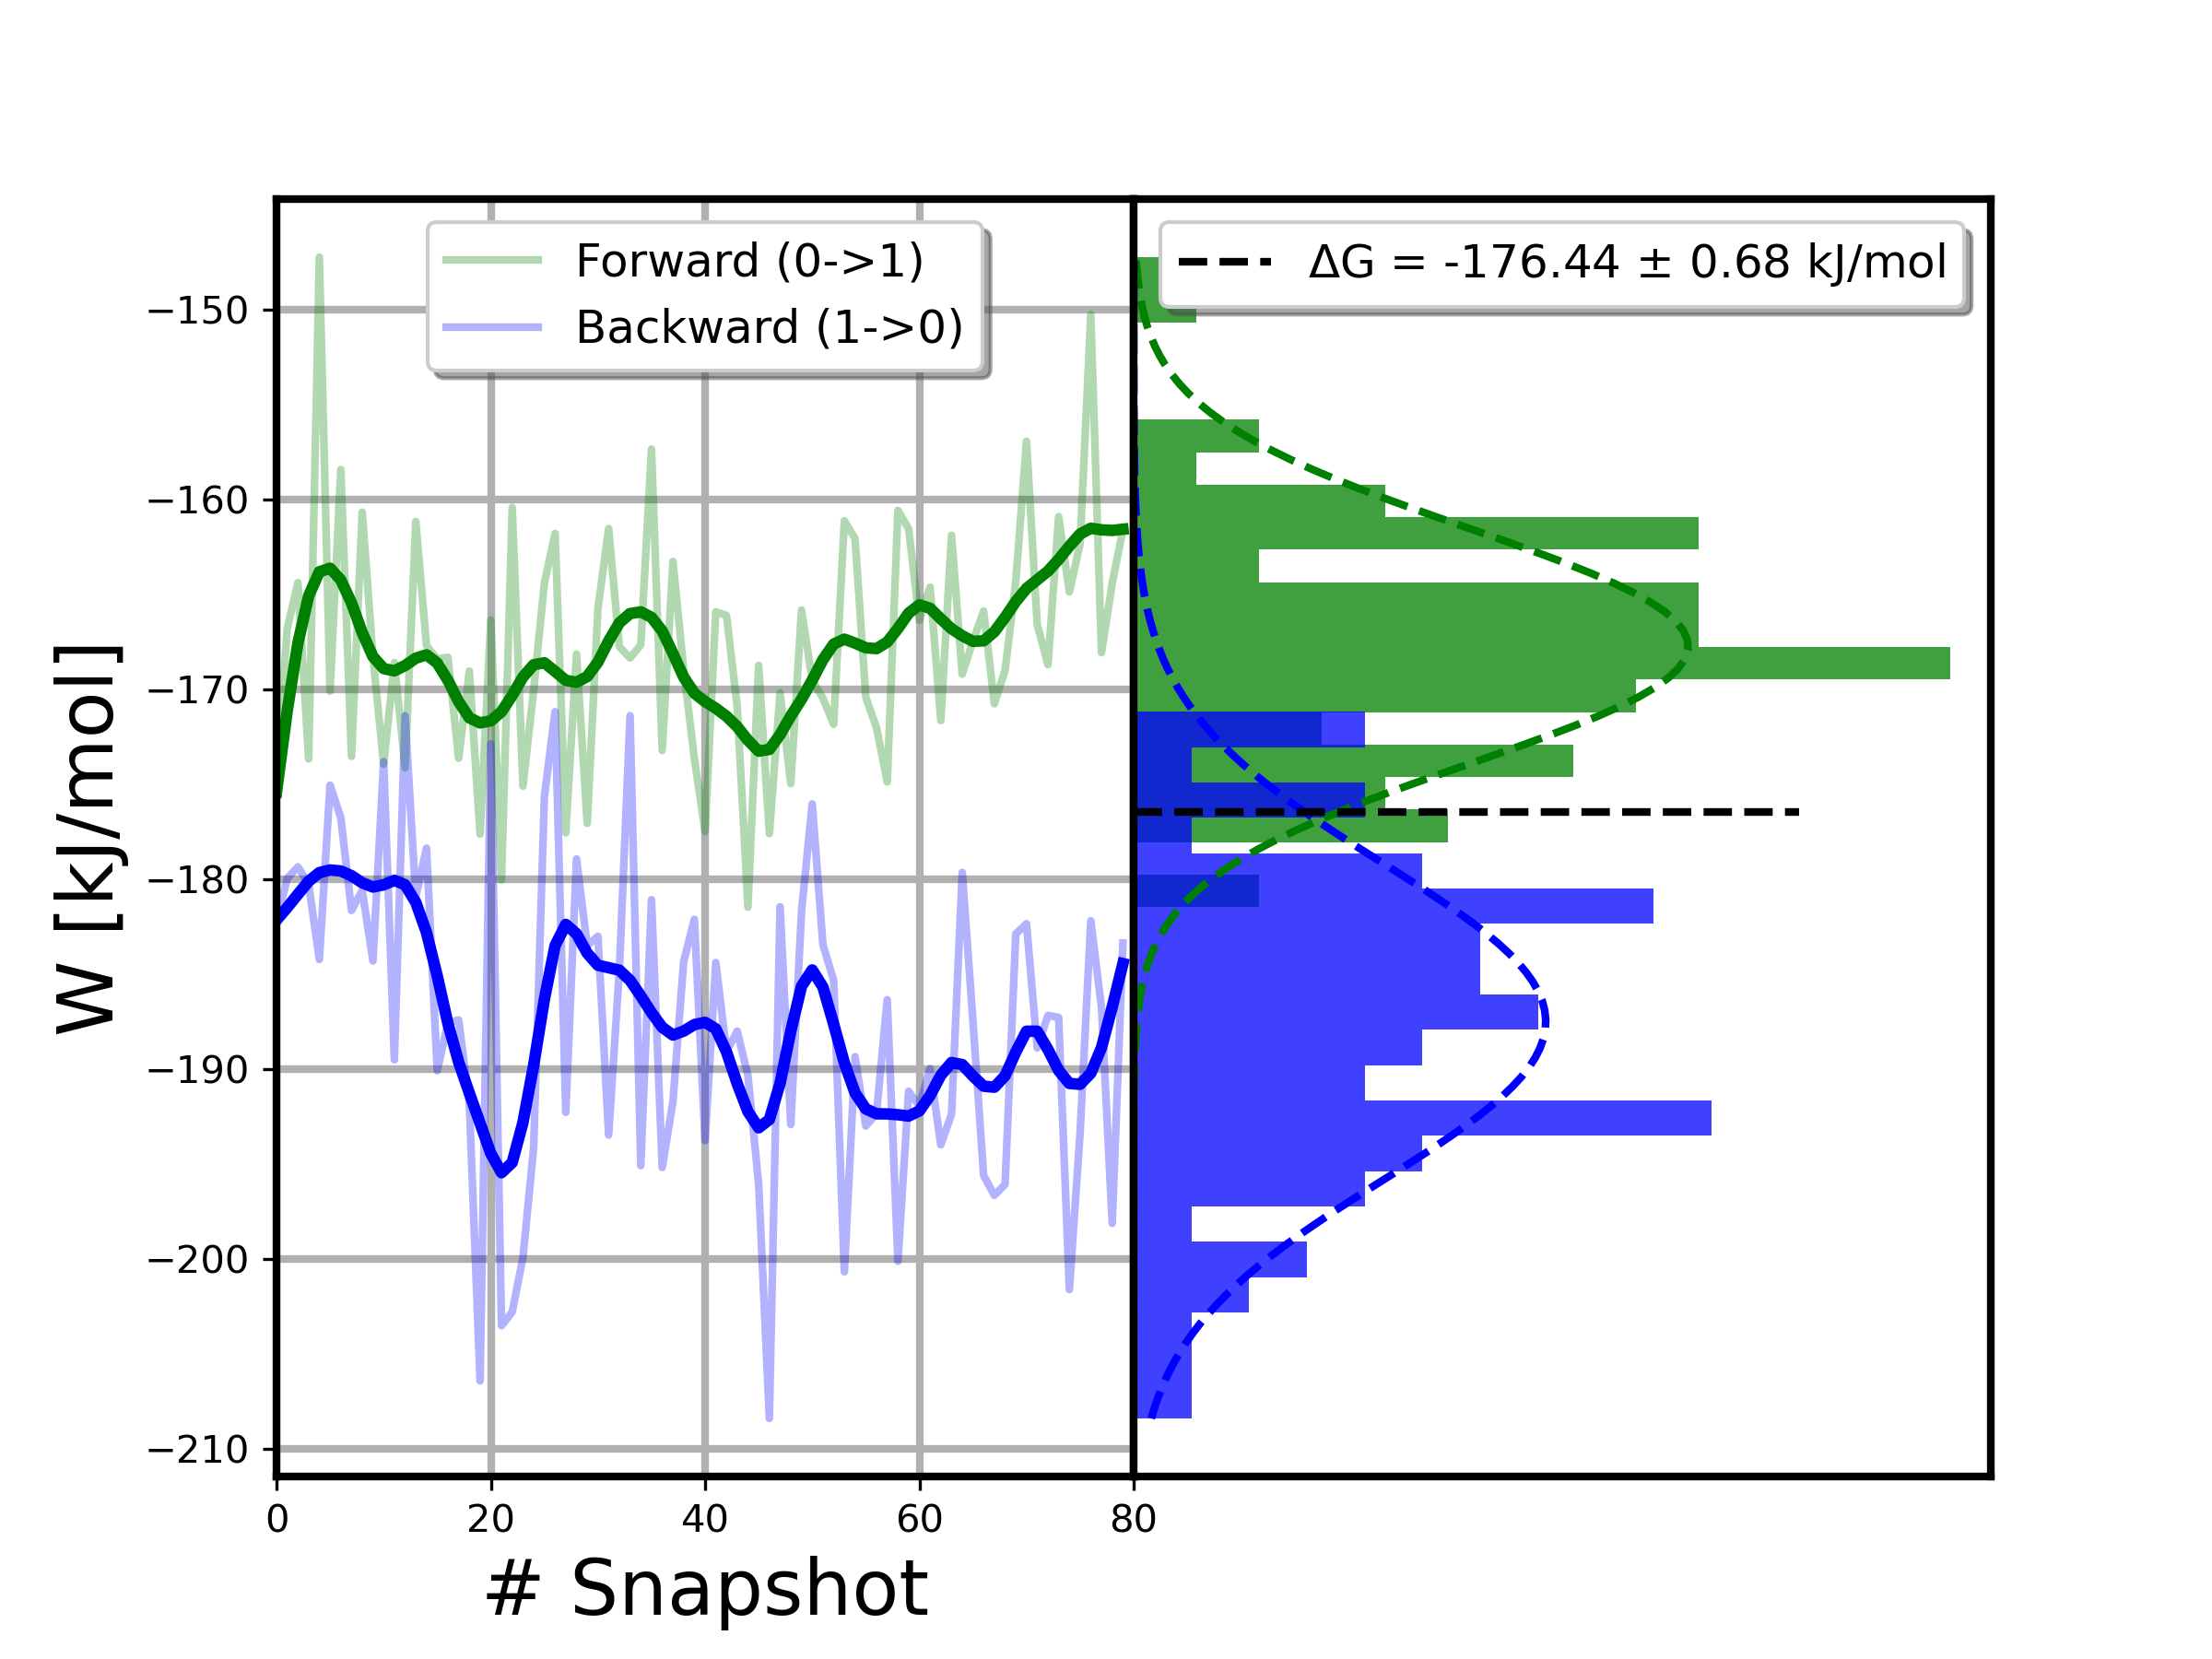 Forward (0->1)
Backward (1->0)
ΔG = -176.44 ± 0.68 kJ/mol
W [kJ/mol]
−150
−160
−170
−180
−190
−200
−210
0 20 40 60 80
# Snapshot